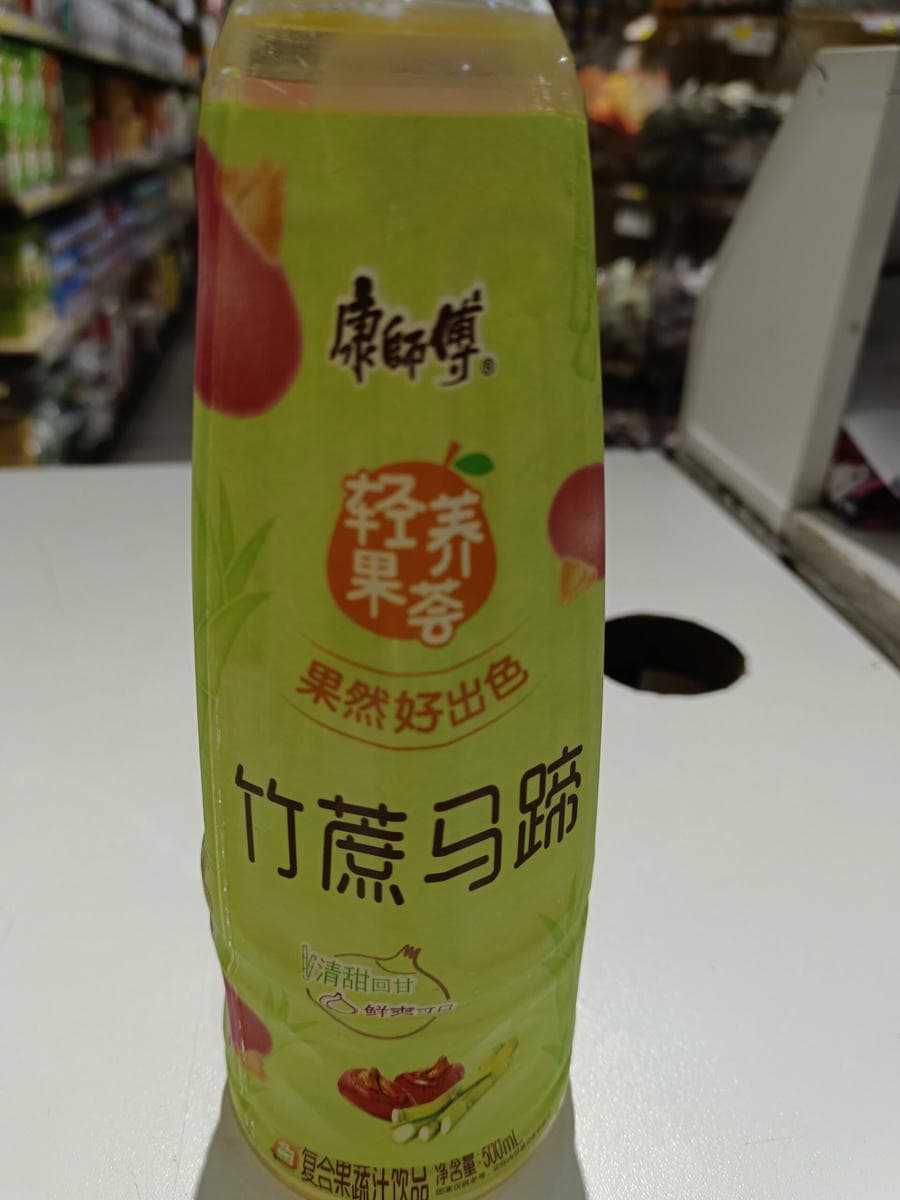 康師傅®
轻养
果荟
果然好出色
竹蔗马蹄
清甜回甘
鲜爽可口
复合果蔬汁饮品
净含量:500mL